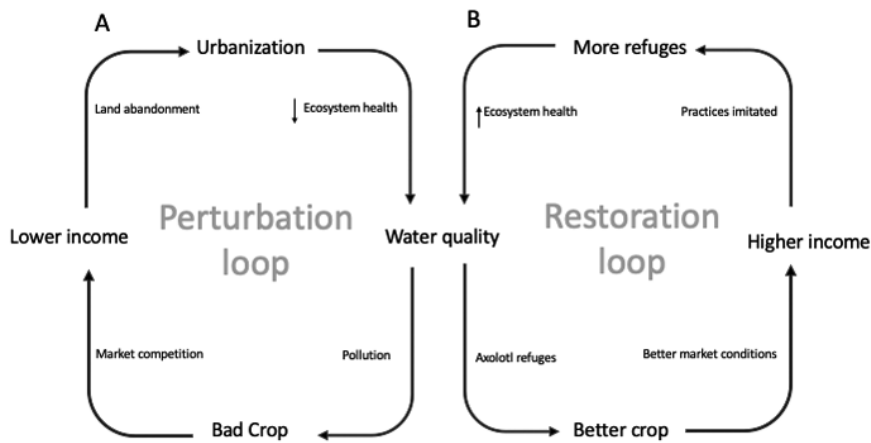 A
B
Urbanization
More refuges
Land abandonment
↓ Ecosystem health
↑ Ecosystem health
Practices imitated
Perturbation
loop
Restoration
loop
Lower income
Water quality
Higher income
Market competition
Pollution
Axolotl refuges
Better market conditions
Bad Crop
Better crop